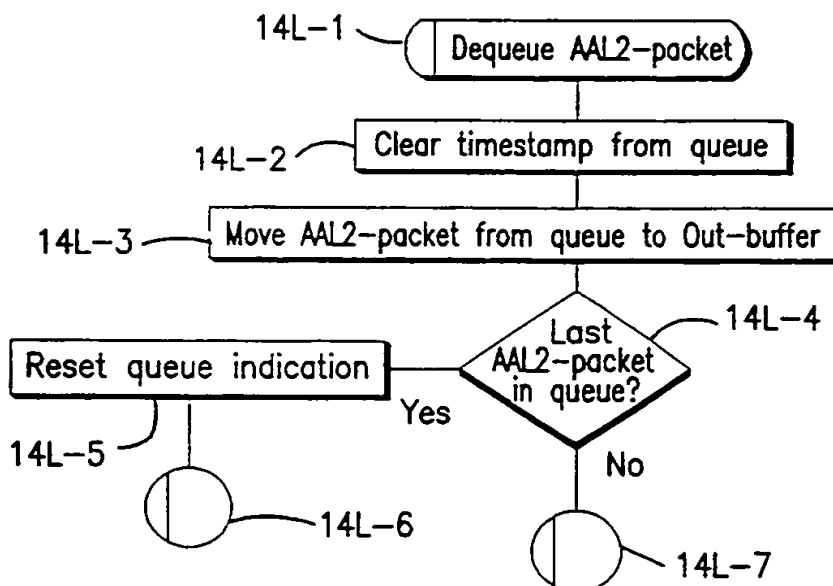 14L-1
Dequeue AAL2-packet
Clear timestamp from queue
14L-2
Move AAL2-packet from queue to Out-buffer
14L-3
Last
AAL2-packet
in queue?
14L-4
Reset queue indication
Yes
14L-5
No
14L-6
14L-7